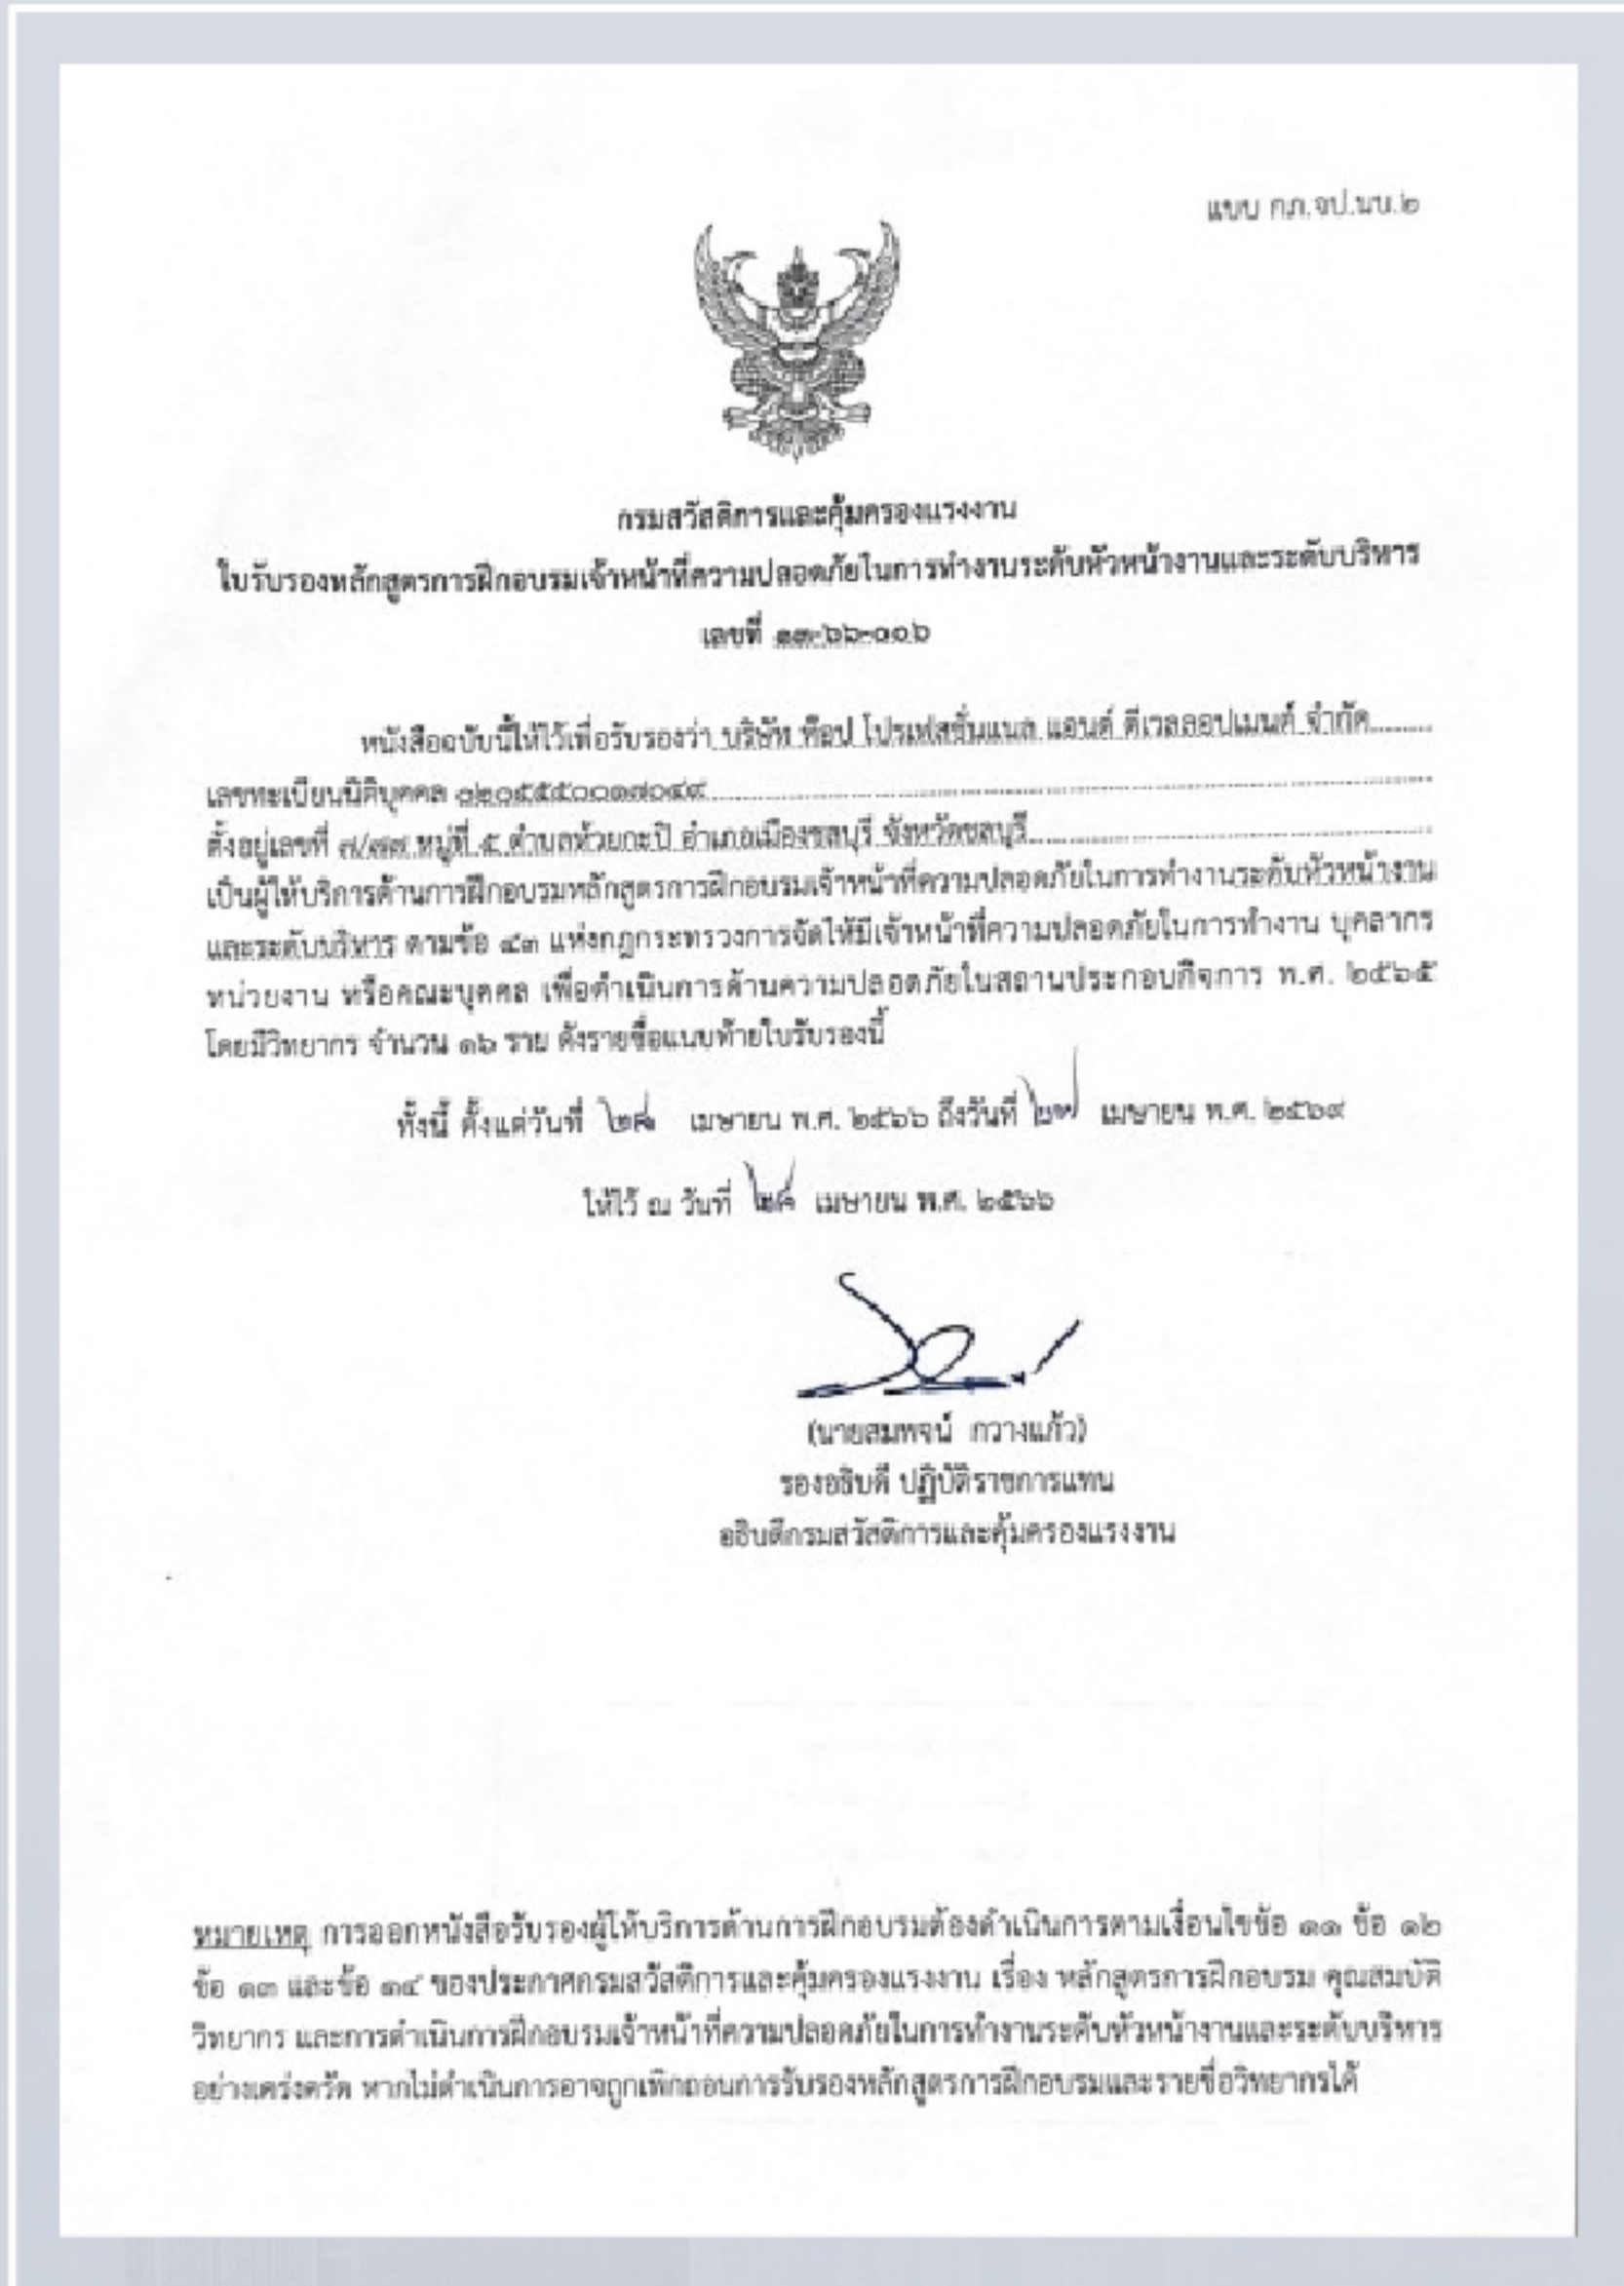 แบบ กภ.จป.นบ.๒
กรมสวัสดิการและคุ้มครองแรงงาน
ใบรับรองหลักสูตรการฝึกอบรมเจ้าหน้าที่ความปลอดภัยในการทำงานระดับหัวหน้างานและระดับบริหาร
เลขที่
หนังสือฉบับนี้ให้ไว้เพื่อรับรองว่า บริษัท ท๊อป โปรเฟสชั่นแนล แอนด์ ดีเวลลอปเมนท์ จำกัด
เลขทะเบียนนิติบุคคล
ตั้งอยู่เลขที่ หมู่ที่ ๕ ตำบลห้วยกะปิ อำเภอเมืองชลบุรี จังหวัดชลบุรี
เป็นผู้ให้บริการด้านการฝึกอบรมหลักสูตรการฝึกอบรมเจ้าหน้าที่ความปลอดภัยในการทำงานระดับหัวหน้างาน
และระดับบริหาร ตามข้อ ๕๓ แห่งกฎกระทรวงการจัดให้มีเจ้าหน้าที่ความปลอดภัยในการทำงาน บุคลากร
หน่วยงาน หรือคณะบุคคล เพื่อดำเนินการด้านความปลอดภัยในสถานประกอบกิจการ พ.ศ. ๒๕๖๕
โดยมีวิทยากร จำนวน ๑๖ ราย ดังรายชื่อแนบท้ายใบรับรองนี้
ทั้งนี้ ตั้งแต่วันที่ ๒๘ เมษายน พ.ศ. ๒๕๖๖ ถึงวันที่ ๒๗ เมษายน พ.ศ. ๒๕๖๙
ให้ไว้ ณ วันที่ ๒๘ เมษายน พ.ศ. ๒๕๖๖
(นายสมพจน์ กวางแก้ว)
รองอธิบดี ปฏิบัติราชการแทน
อธิบดีกรมสวัสดิการและคุ้มครองแรงงาน
หมายเหตุ การออกหนังสือรับรองผู้ให้บริการด้านการฝึกอบรมต้องดำเนินการตามเงื่อนไขข้อ ๑๑ ข้อ ๑๒
ข้อ ๑๓ และข้อ ๑๔ ของประกาศกรมสวัสดิการและคุ้มครองแรงงาน เรื่อง หลักสูตรการฝึกอบรม คุณสมบัติ
วิทยากร และการดำเนินการฝึกอบรมเจ้าหน้าที่ความปลอดภัยในการทำงานระดับหัวหน้างานและระดับบริหาร
อย่างเคร่งครัด หากไม่ดำเนินการอาจถูกเพิกถอนการรับรองหลักสูตรการฝึกอบรมและรายชื่อวิทยากรได้